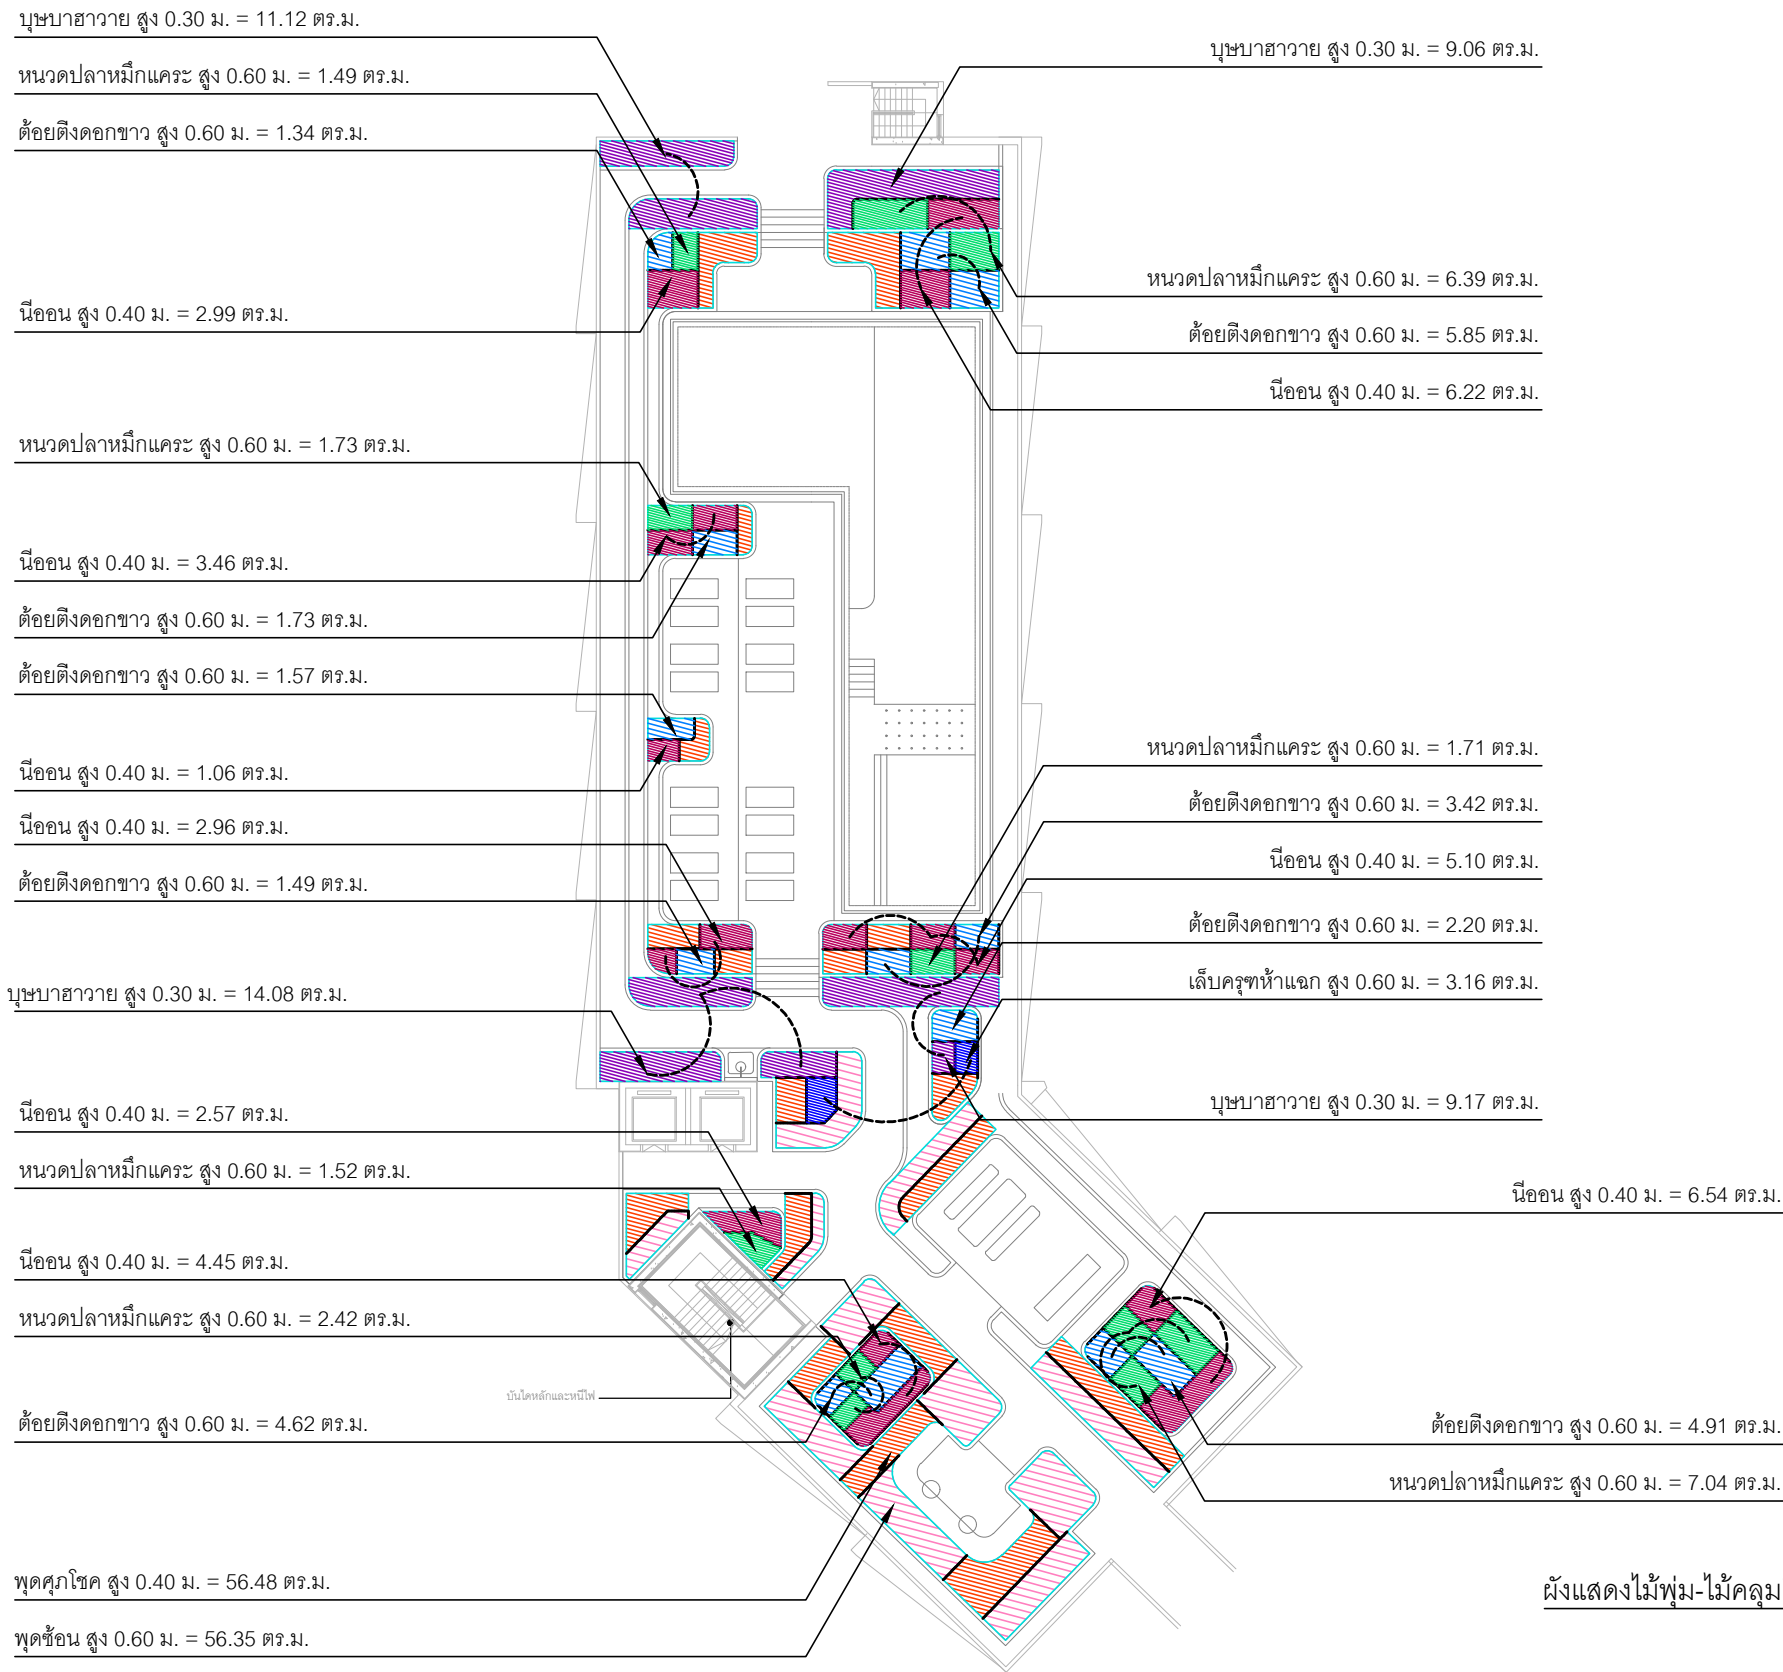 บุษบาฮาวาย สูง 0.30 ม. = 11.12 ตร.ม.
หนวดปลาหมึกแคระ สูง 0.60 ม. = 1.49 ตร.ม.
ต้อยติ่งดอกขาว สูง 0.60 ม. = 1.34 ตร.ม.
นีออน สูง 0.40 ม. = 2.99 ตร.ม.
หนวดปลาหมึกแคระ สูง 0.60 ม. = 1.73 ตร.ม.
นีออน สูง 0.40 ม. = 3.46 ตร.ม.
ต้อยติ่งดอกขาว สูง 0.60 ม. = 1.73 ตร.ม.
ต้อยติ่งดอกขาว สูง 0.60 ม. = 1.57 ตร.ม.
นีออน สูง 0.40 ม. = 1.06 ตร.ม.
นีออน สูง 0.40 ม. = 2.96 ตร.ม.
ต้อยติ่งดอกขาว สูง 0.60 ม. = 1.49 ตร.ม.
บุษบาฮาวาย สูง 0.30 ม. = 14.08 ตร.ม.
นีออน สูง 0.40 ม. = 2.57 ตร.ม.
หนวดปลาหมึกแคระ สูง 0.60 ม. = 1.52 ตร.ม.
นีออน สูง 0.40 ม. = 4.45 ตร.ม.
หนวดปลาหมึกแคระ สูง 0.60 ม. = 2.42 ตร.ม.
บันไดหลักและหนีไฟ
ต้อยติ่งดอกขาว สูง 0.60 ม. = 4.62 ตร.ม.
พุดศุภโชค สูง 0.40 ม. = 56.48 ตร.ม.
พุดซ้อน สูง 0.60 ม. = 56.35 ตร.ม.
บุษบาฮาวาย สูง 0.30 ม. = 9.06 ตร.ม.
หนวดปลาหมึกแคระ สูง 0.60 ม. = 6.39 ตร.ม.
ต้อยติ่งดอกขาว สูง 0.60 ม. = 5.85 ตร.ม.
นีออน สูง 0.40 ม. = 6.22 ตร.ม.
หนวดปลาหมึกแคระ สูง 0.60 ม. = 1.71 ตร.ม.
ต้อยติ่งดอกขาว สูง 0.60 ม. = 3.42 ตร.ม.
นีออน สูง 0.40 ม. = 5.10 ตร.ม.
ต้อยติ่งดอกขาว สูง 0.60 ม. = 2.20 ตร.ม.
เล็บครุฑห้าแฉก สูง 0.60 ม. = 3.16 ตร.ม.
บุษบาฮาวาย สูง 0.30 ม. = 9.17 ตร.ม.
นีออน สูง 0.40 ม. = 6.54 ตร.ม.
ต้อยติ่งดอกขาว สูง 0.60 ม. = 4.91 ตร.ม.
หนวดปลาหมึกแคระ สูง 0.60 ม. = 7.04 ตร.ม.
ผังแสดงไม้พุ่ม-ไม้คลุม